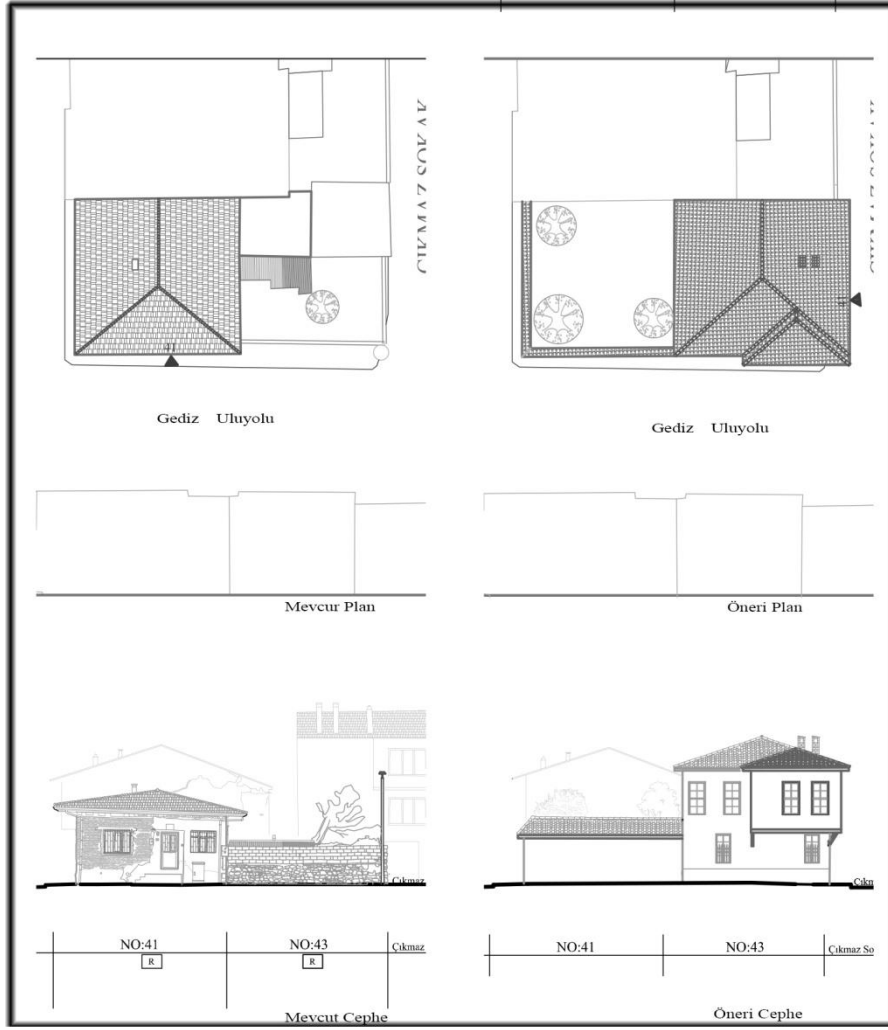 ÇIKMAZ SOKAK
41
Gediz Uluyolu
Gediz Uluyolu
Mevcur Plan
Öneri Plan
Çıkmaz
NO:41
NO:43
Çıkmaz
R
R
Mevcut Cephe
NO:41
NO:43
Çıkmaz So
Öneri Cephe